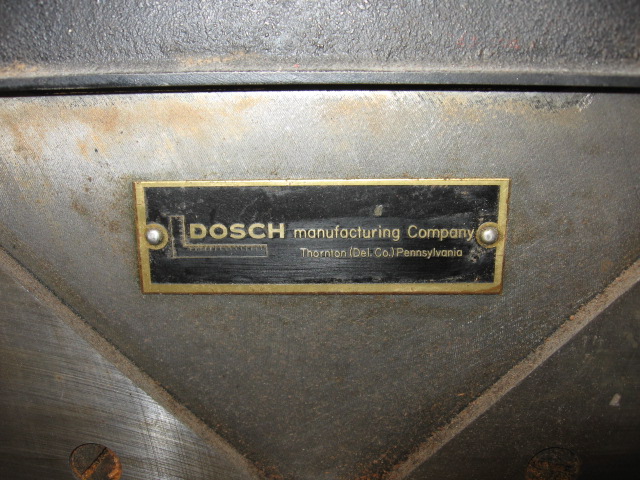 DOSCH manufacturing Company
Thornton (Del. Co.) Pennsylvania